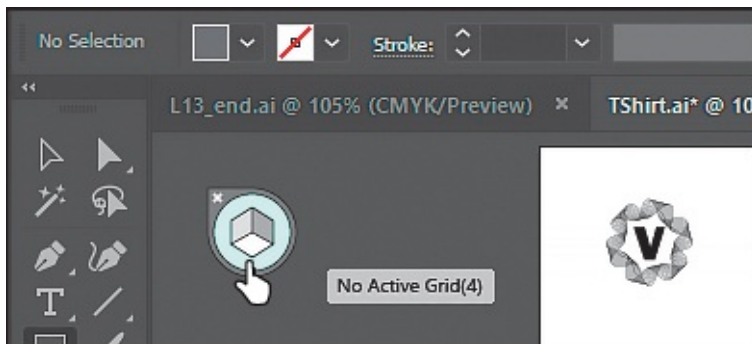 No Selection
Stroke:
L13_end.ai @ 105% (CMYK/Preview) ×
TShirt.ai* @ 10
V
No Active Grid(4)
T